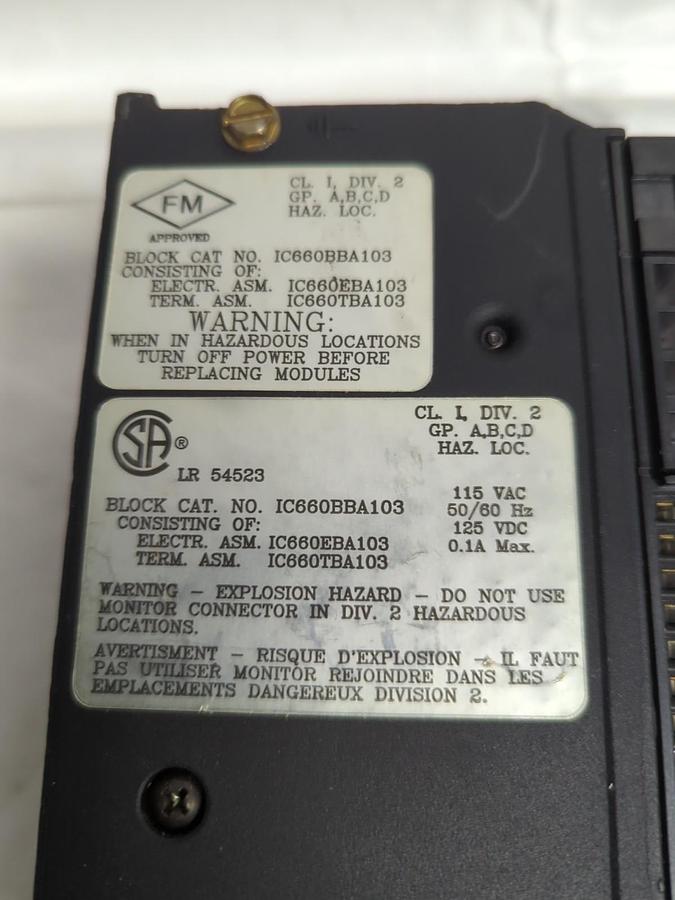 FM
APPROVED
CL. I, DIV. 2
GP. A,B,C,D
HAZ. LOC.
BLOCK CAT NO. IC660BBA103
CONSISTING OF:
ELECTR. ASM. IC660EBA103
TERM. ASM. IC660TBA103
WARNING:
WHEN IN HAZARDOUS LOCATIONS
TURN OFF POWER BEFORE
REPLACING MODULES
SA®
LR 54523
CL. I, DIV. 2
GP. A,B,C,D
HAZ. LOC.
BLOCK CAT. NO. IC660BBA103
CONSISTING OF:
ELECTR. ASM. IC660EBA103
TERM. ASM. IC660TBA103
115 VAC
50/60 Hz
125 VDC
0.1A Max.
WARNING – EXPLOSION HAZARD – DO NOT USE
MONITOR CONNECTOR IN DIV. 2 HAZARDOUS
LOCATIONS.
AVERTISMENT – RISQUE D'EXPLOSION – IL FAUT
PAS UTILISER MONITOR REJOINDRE DANS LES
EMPLACEMENTS DANGEREUX DIVISION 2.